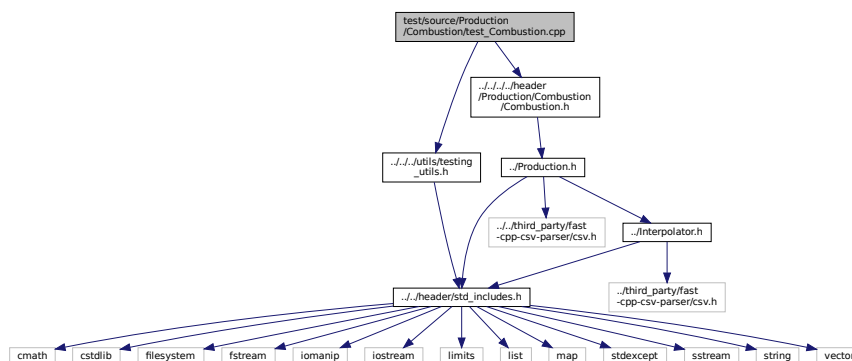 test/source/Production
/Combustion/test_Combustion.cpp
../../../../header
/Production/Combustion
/Combustion.h
../../../utils/testing
_utils.h
../Production.h
../../third_party/fast
-cpp-csv-parser/csv.h
../Interpolator.h
../third_party/fast
-cpp-csv-parser/csv.h
../../header/std_includes.h
cmath
cstdlib
filesystem
fstream
iomanip
iostream
limits
list
map
stdexcept
sstream
string
vector